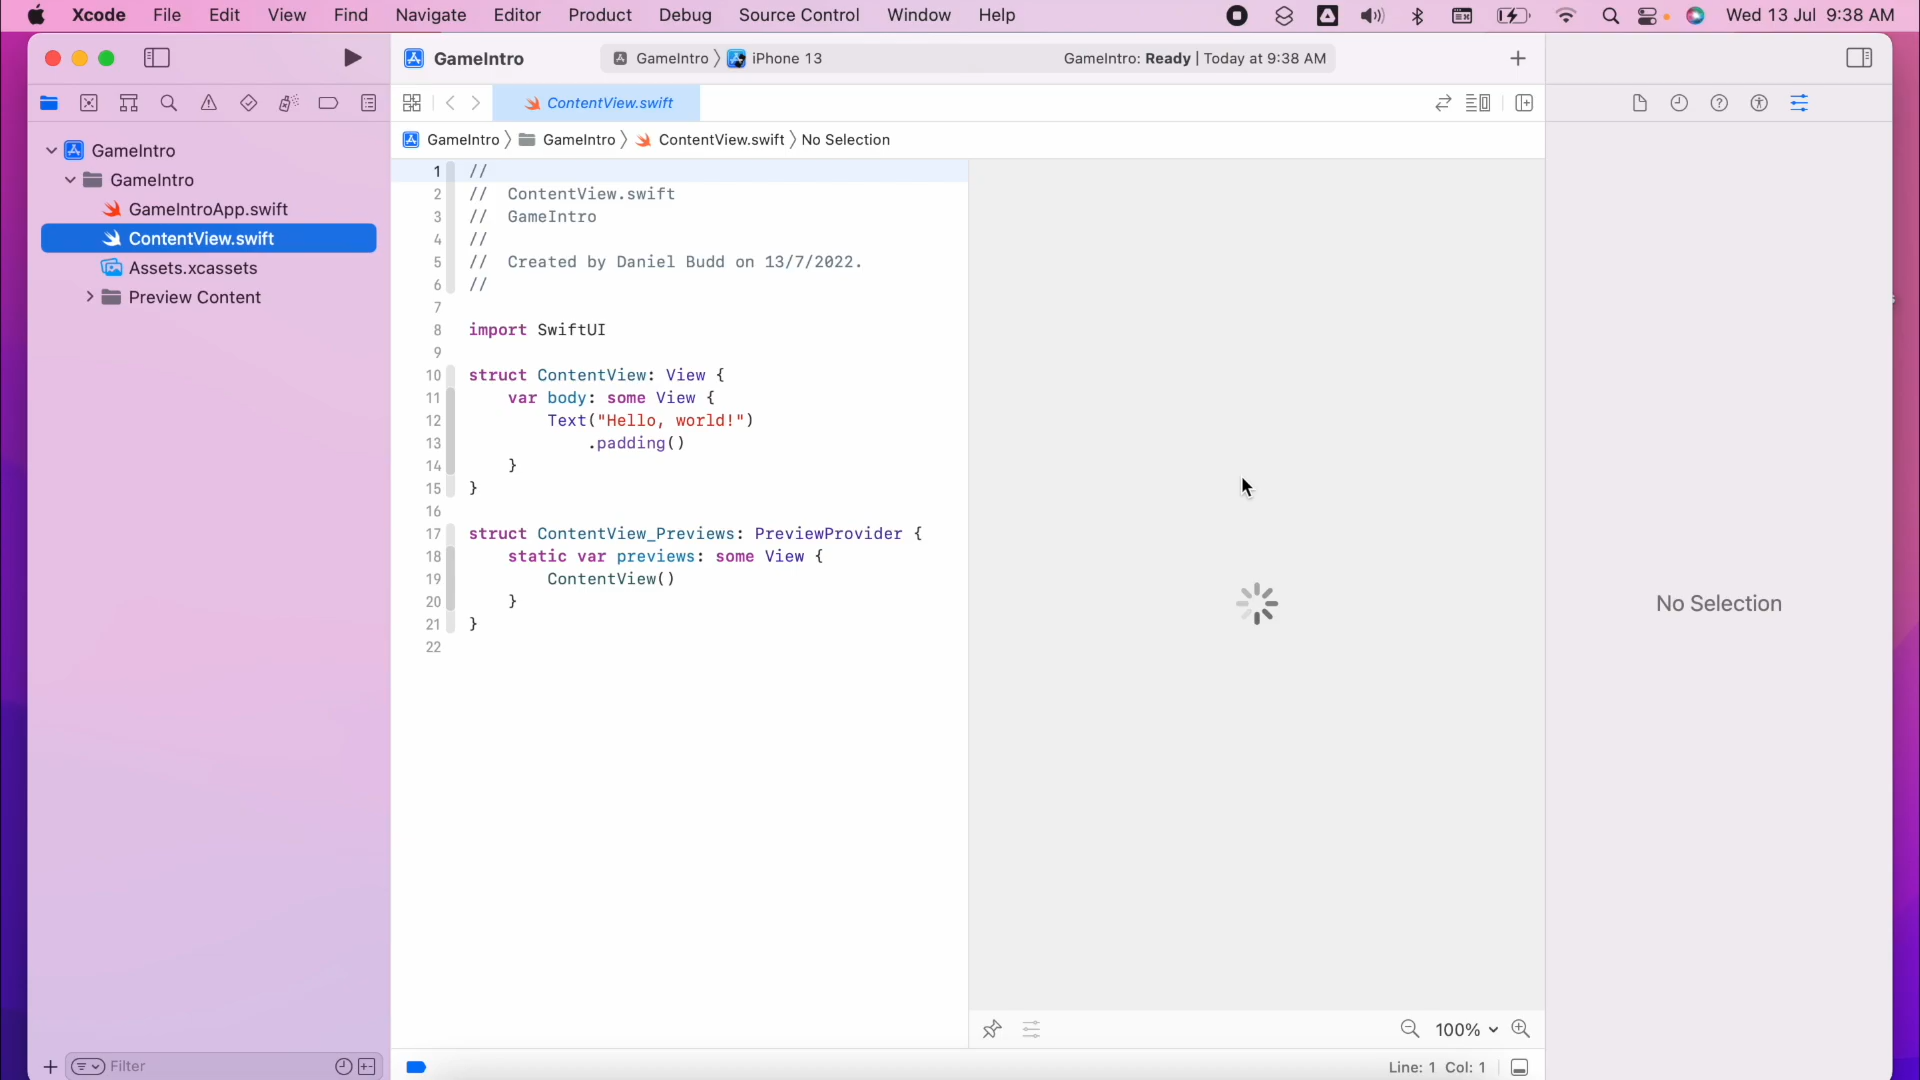 Xcode File Edit View Find Navigate Editor Product Debug Source Control Window Help Wed 13 Jul 9:38 AM
GameIntro GameIntro iPhone 13 GameIntro: Ready | Today at 9:38 AM
ContentView.swift
GameIntro GameIntro ContentView.swift No Selection
GameIntro
GameIntro
GameIntroApp.swift
ContentView.swift
Assets.xcassets
Preview Content
1 //
2 // ContentView.swift
3 // GameIntro
4 //
5 // Created by Daniel Budd on 13/7/2022.
6 //
7
8 import SwiftUI
9
10 struct ContentView: View {
11 var body: some View {
12 Text("Hello, world!")
13 .padding()
14 }
15 }
16
17 struct ContentView_Previews: PreviewProvider {
18 static var previews: some View {
19 ContentView()
20 }
21 }
22
No Selection
100%
Filter
Line: 1 Col: 1